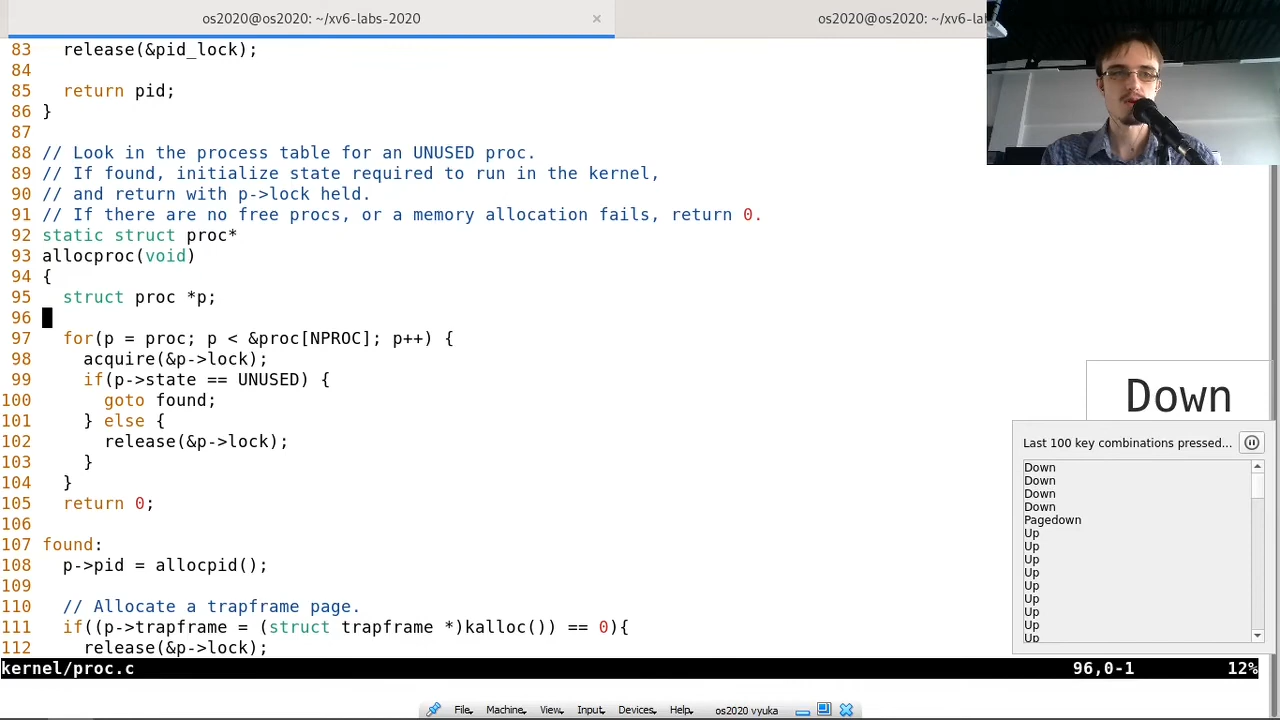 os2020@os2020: ~/xv6-labs-2020
×
os2020@os2020: ~/xv6-lab
83 release(&pid_lock);
84
85 return pid;
86 }
87
88 // Look in the process table for an UNUSED proc.
89 // If found, initialize state required to run in the kernel,
90 // and return with p->lock held.
91 // If there are no free procs, or a memory allocation fails, return 0.
92 static struct proc*
93 allocproc(void)
94 {
95 struct proc *p;
96
97 for(p = proc; p < &proc[NPROC]; p++) {
98 acquire(&p->lock);
99 if(p->state == UNUSED) {
100 goto found;
101 } else {
102 release(&p->lock);
103 }
104 }
105 return 0;
106
107 found:
108 p->pid = allocpid();
109
110 // Allocate a trapframe page.
111 if((p->trapframe = (struct trapframe *)kalloc()) == 0){
112 release(&p->lock);
kernel/proc.c 96,0-1 12%
Down
Last 100 key combinations pressed...
Down
Down
Down
Down
Pagedown
Up
Up
Up
Up
Up
Up
Up
Up
Up
File Machine View Input Devices Help os2020 vyuka